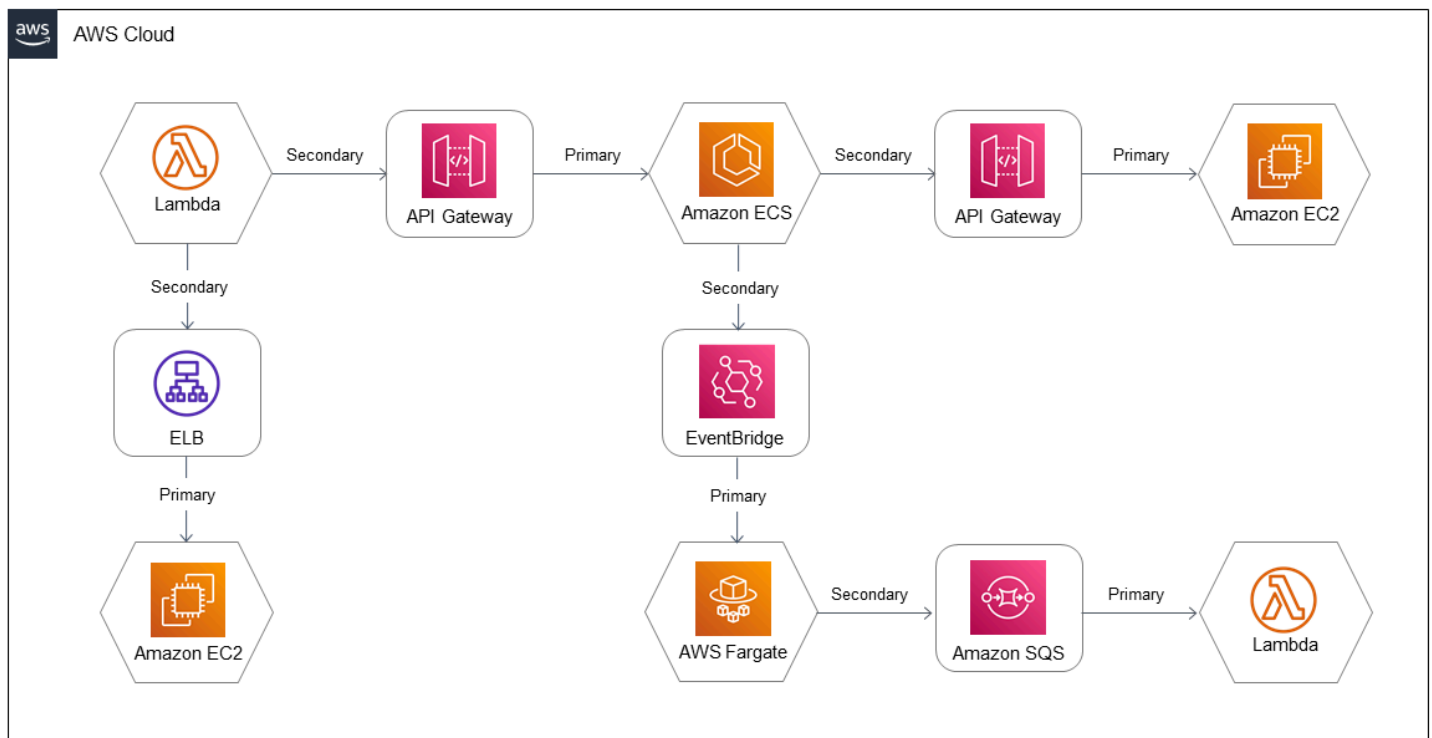 aws
AWS Cloud
Secondary
Primary
Secondary
Primary
Lambda
API Gateway
Amazon ECS
API Gateway
Amazon EC2
Secondary
Secondary
ELB
EventBridge
Primary
Primary
Secondary
Primary
Amazon EC2
AWS Fargate
Amazon SQS
Lambda